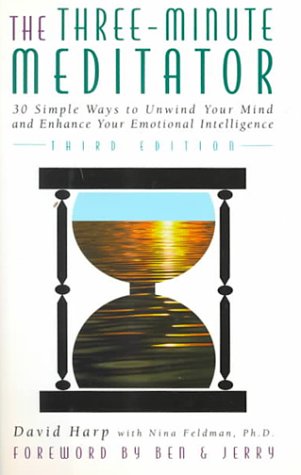 THE THREE-MINUTE
MEDITATOR
30 Simple Ways to Unwind Your Mind
and Enhance Your Emotional Intelligence
THIRD EDITION
David Harp with Nina Feldman, Ph.D.
FOREWORD BY BEN & JERRY